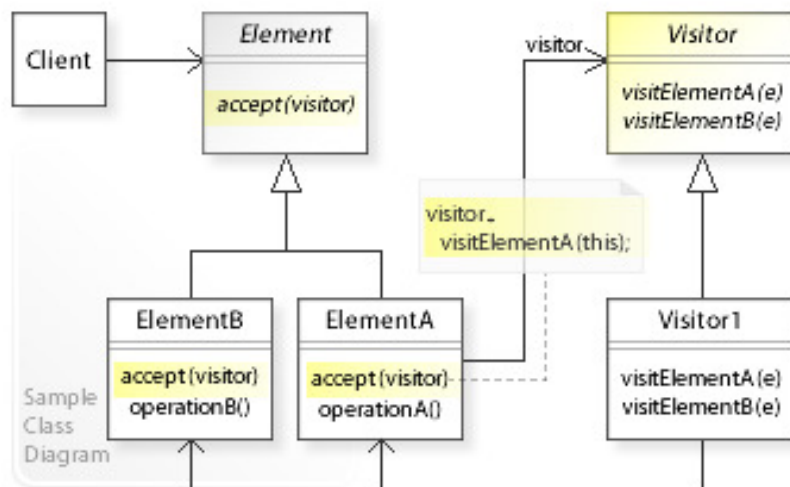 Client
Element
accept(visitor)
visitor
Visitor
visitElementA(e)
visitElementB(e)
visitor.
visitElementA(this);
ElementB
accept(visitor)
operationB()
ElementA
accept(visitor)
operationA()
Visitor1
visitElementA(e)
visitElementB(e)
Sample
Class
Diagram